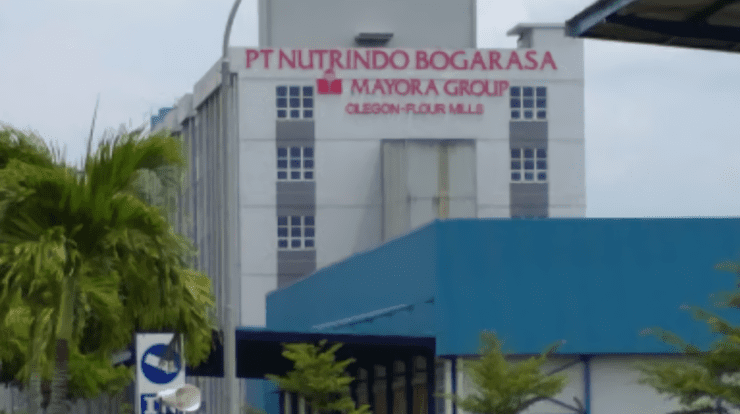 PT NUTRINDO BOGARASA
MAYORA GROUP
CILEGON-FLOUR MILLS